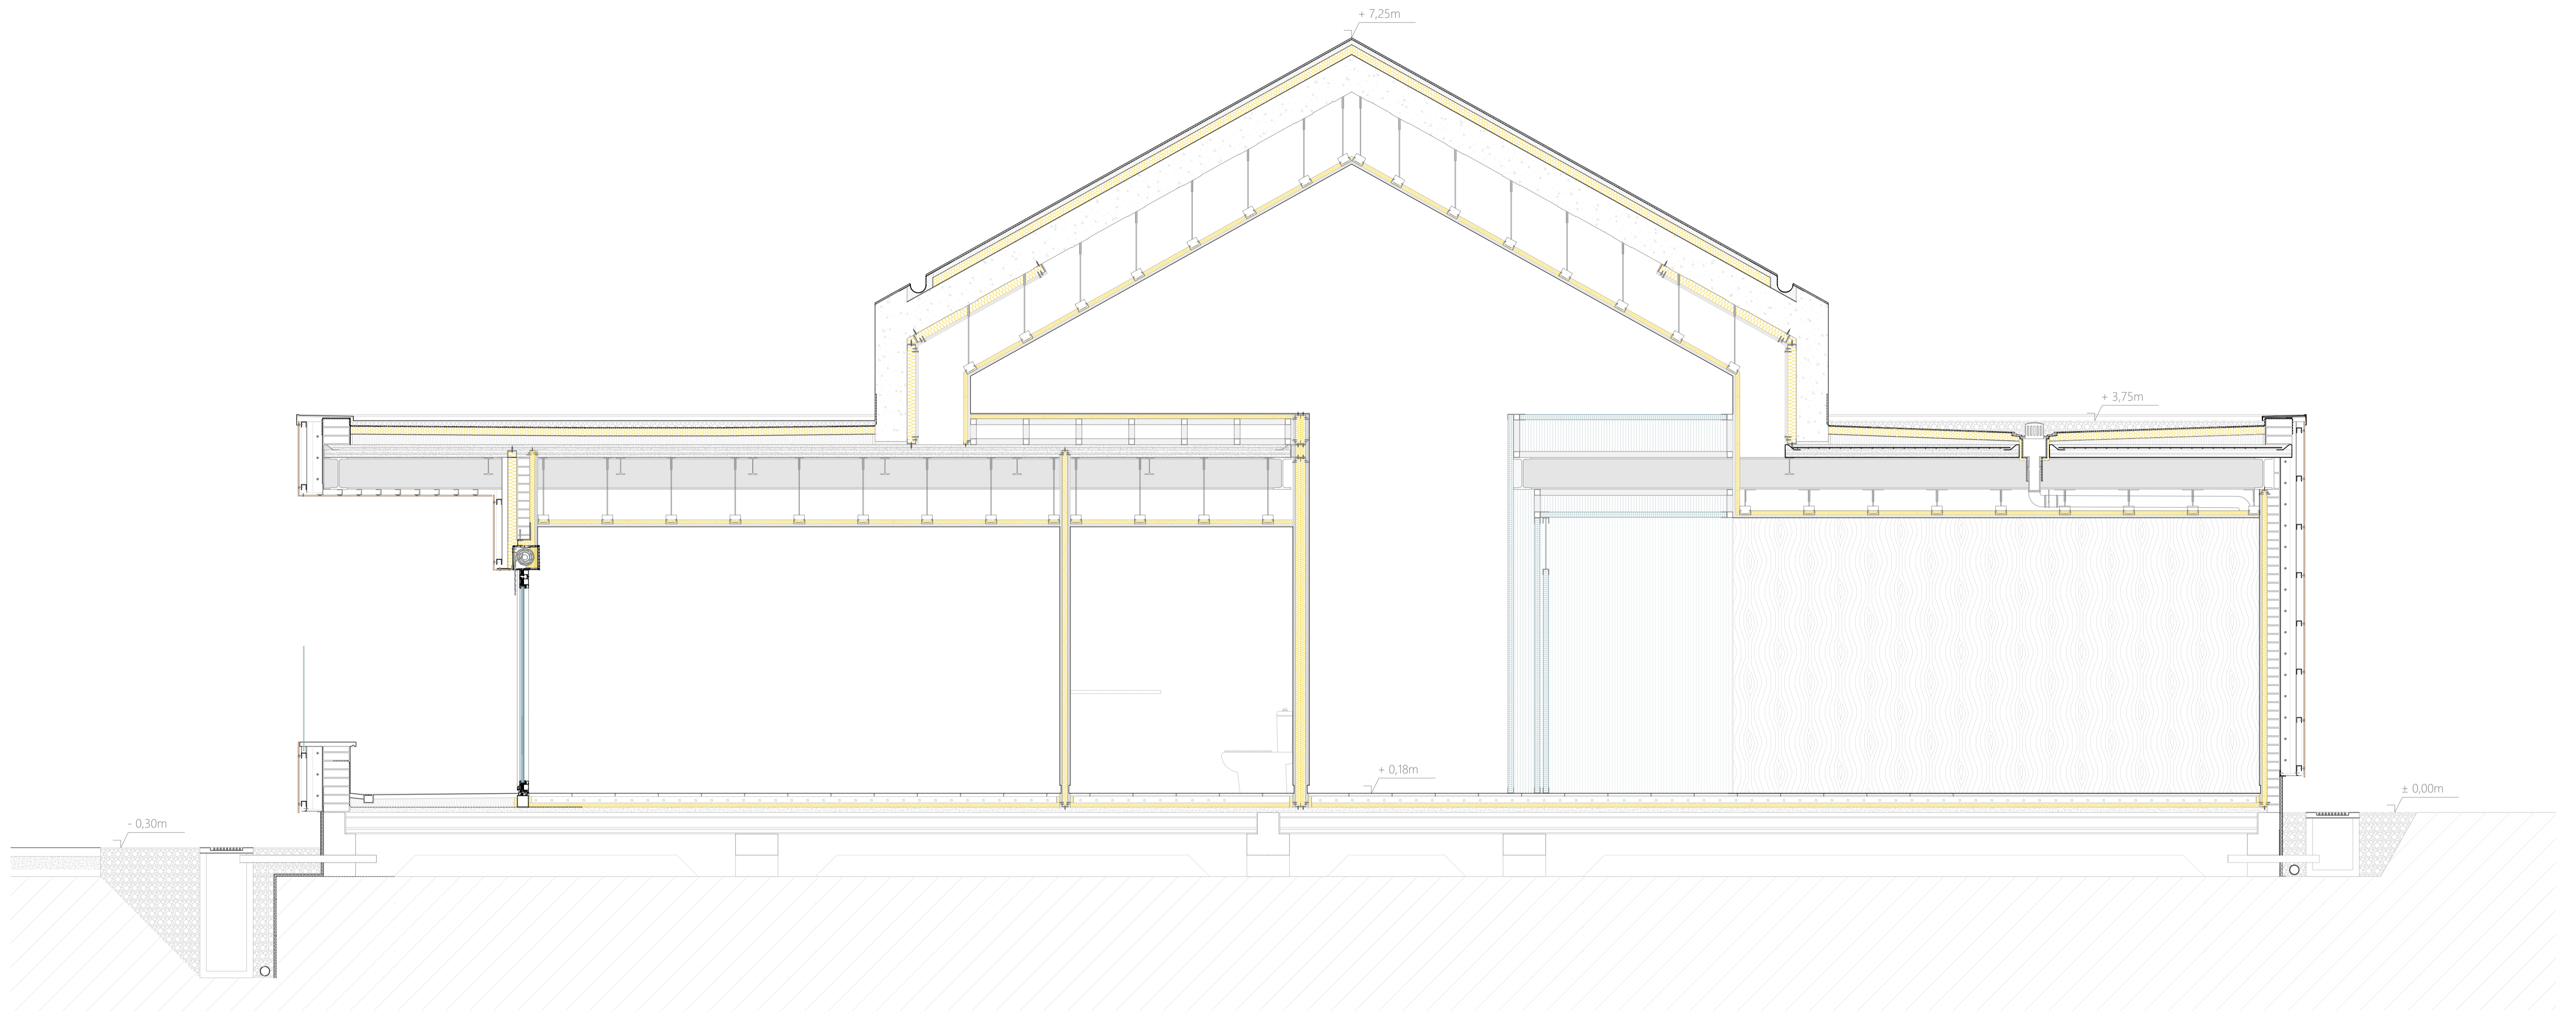 + 7,25m
+ 3,75m
+ 0,18m
± 0,00m
- 0,30m